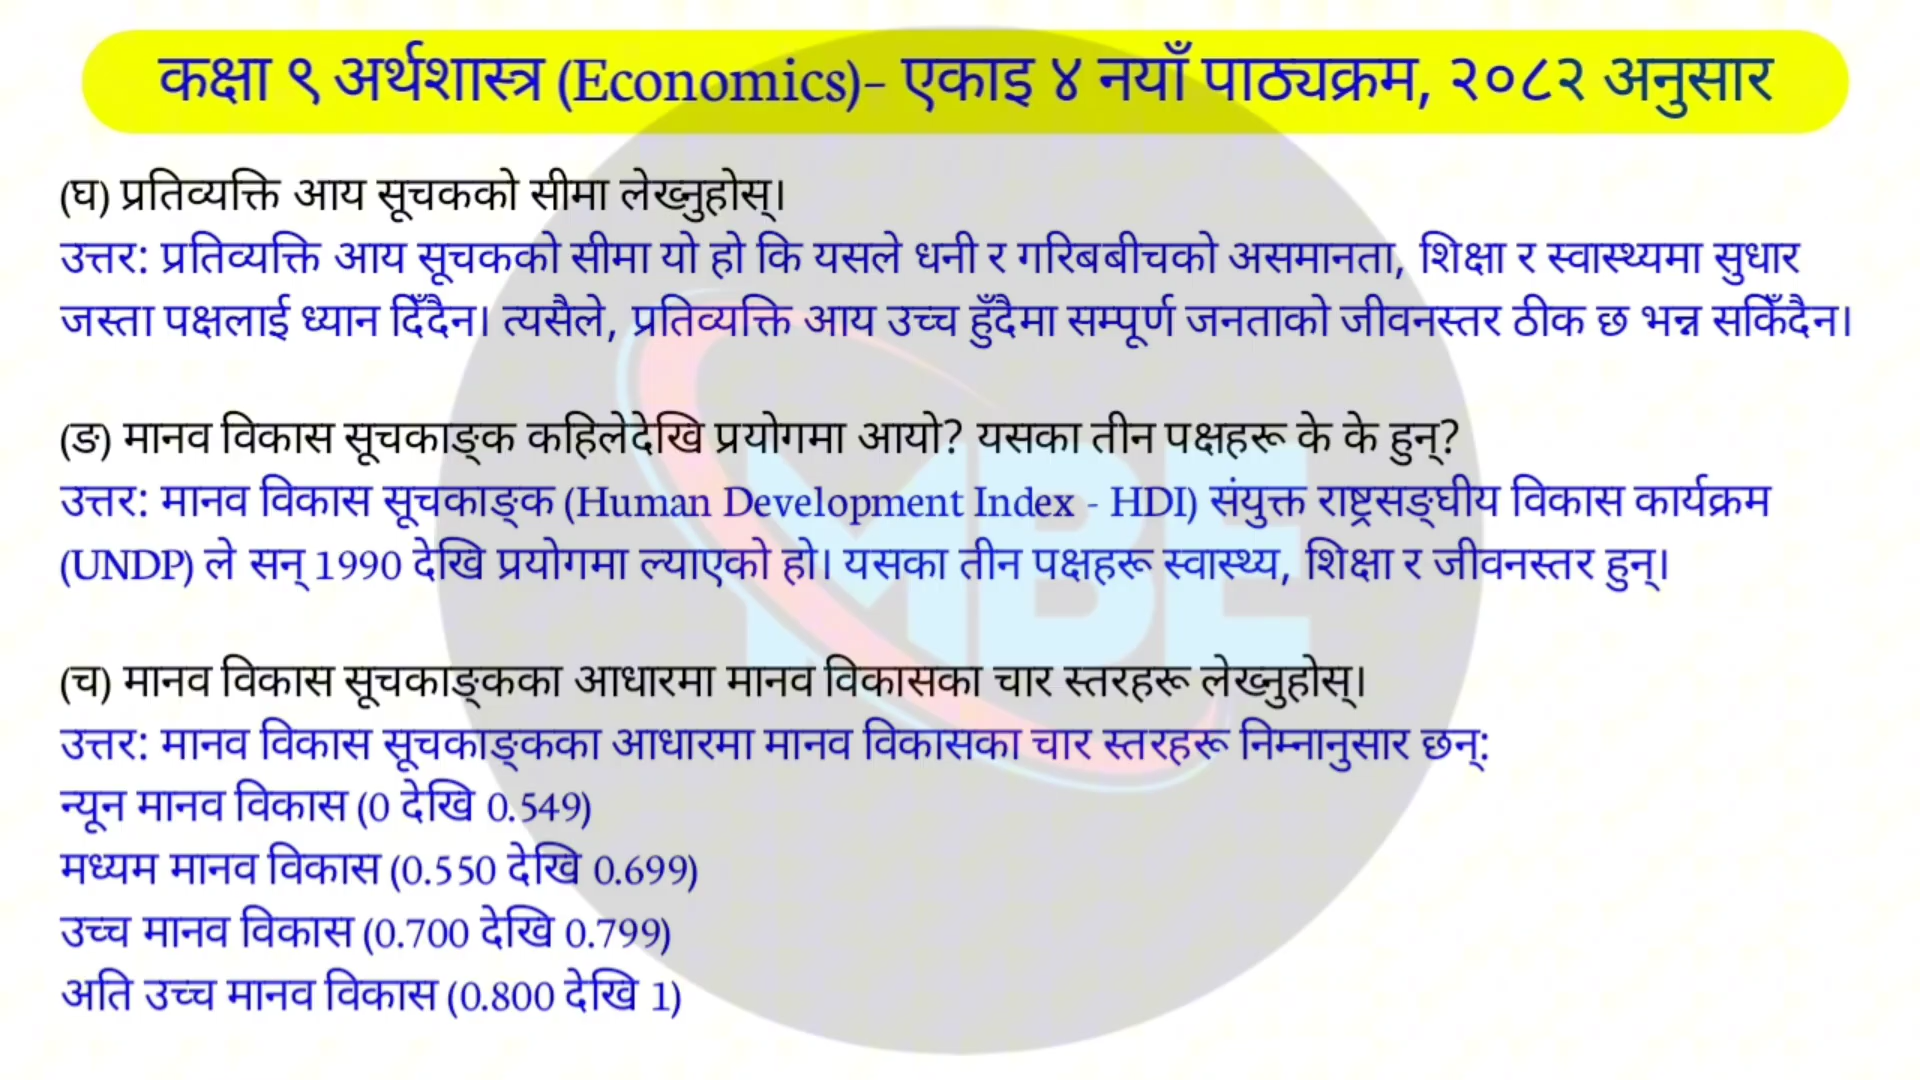 कक्षा ९ अर्थशास्त्र (Economics)- एकाइ ४ नयाँ पाठ्यक्रम, २०८२ अनुसार
(घ) प्रतिव्यक्ति आय सूचकको सीमा लेख्नुहोस्।
उत्तर: प्रतिव्यक्ति आय सूचकको सीमा यो हो कि यसले धनी र गरिबबीचको असमानता, शिक्षा र स्वास्थ्यमा सुधार
जस्ता पक्षलाई ध्यान दिँदैन। त्यसैले, प्रतिव्यक्ति आय उच्च हुँदैमा सम्पूर्ण जनताको जीवनस्तर ठीक छ भन्न सकिँदैन।
(ङ) मानव विकास सूचकाङ्क कहिलेदेखि प्रयोगमा आयो? यसका तीन पक्षहरू के के हुन्?
उत्तर: मानव विकास सूचकाङ्क (Human Development Index - HDI) संयुक्त राष्ट्रसङ्घीय विकास कार्यक्रम
(UNDP) ले सन् 1990 देखि प्रयोगमा ल्याएको हो। यसका तीन पक्षहरू स्वास्थ्य, शिक्षा र जीवनस्तर हुन्।
MBE
(च) मानव विकास सूचकाङ्कका आधारमा मानव विकासका चार स्तरहरू लेख्नुहोस्।
उत्तर: मानव विकास सूचकाङ्कका आधारमा मानव विकासका चार स्तरहरू निम्नानुसार छन्:
न्यून मानव विकास (0 देखि 0.549)
मध्यम मानव विकास (0.550 देखि 0.699)
उच्च मानव विकास (0.700 देखि 0.799)
अति उच्च मानव विकास (0.800 देखि 1)